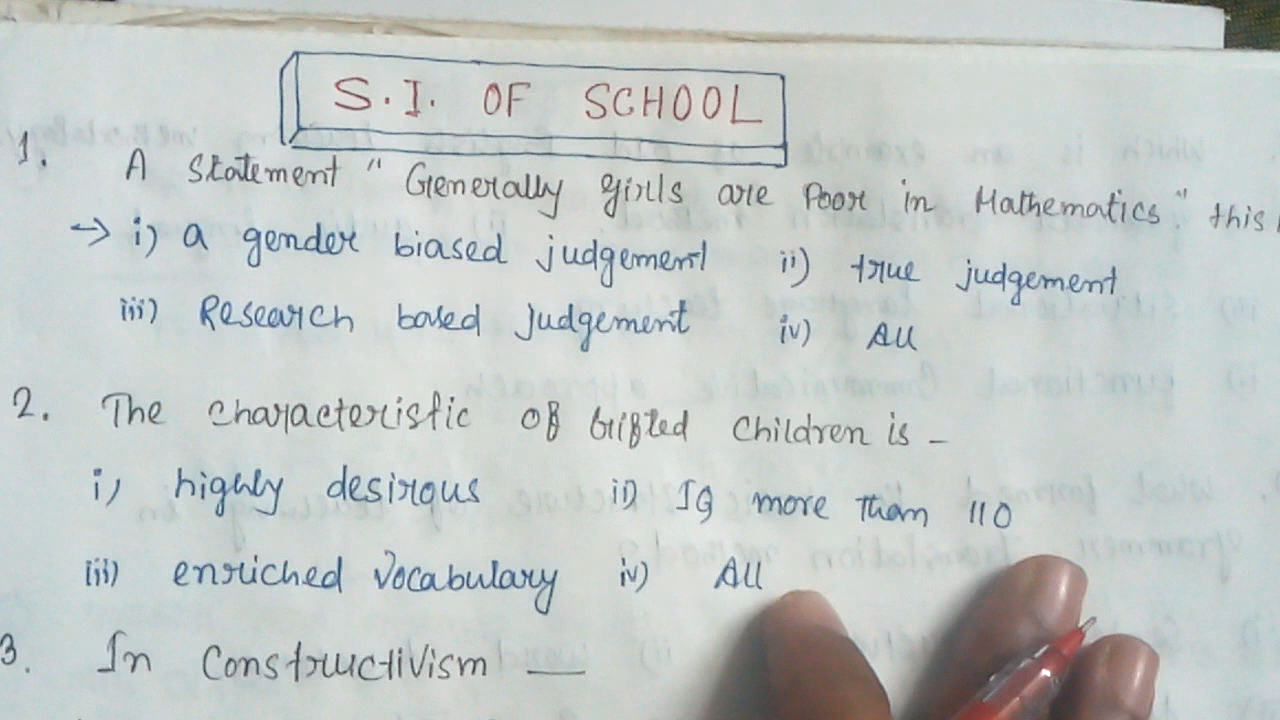 S.I. OF SCHOOL
1. A Statement "Generally girls are Poor in Mathematics" this
→ i) a gender biased judgement ii) true judgement
iii) Research based judgement iv) All
2. The characteristic of Gifted Children is -
i) highly desirous ii) IQ more than 110
iii) enriched Vocabulary iv) All
3. In Constructivism —